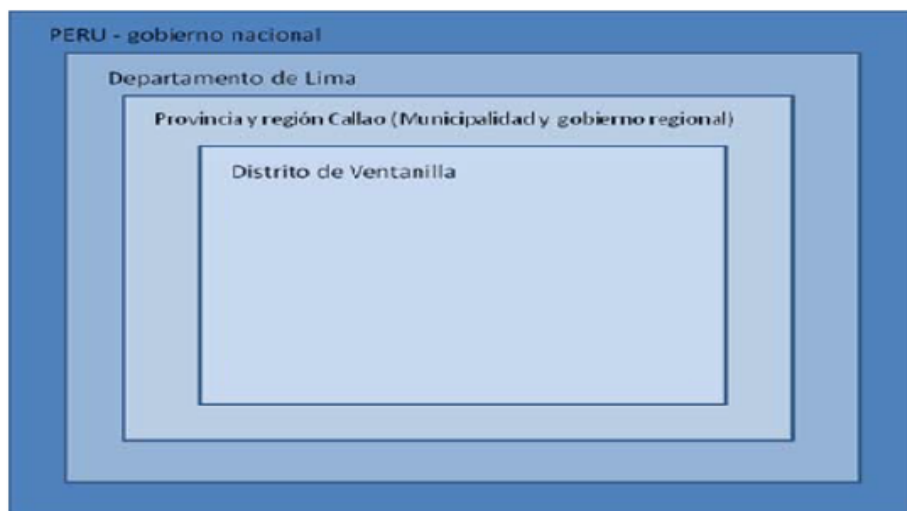 PERU - gobierno nacional
Departamento de Lima
Provincia y región Callao (Municipalidad y gobierno regional)
Distrito de Ventanilla